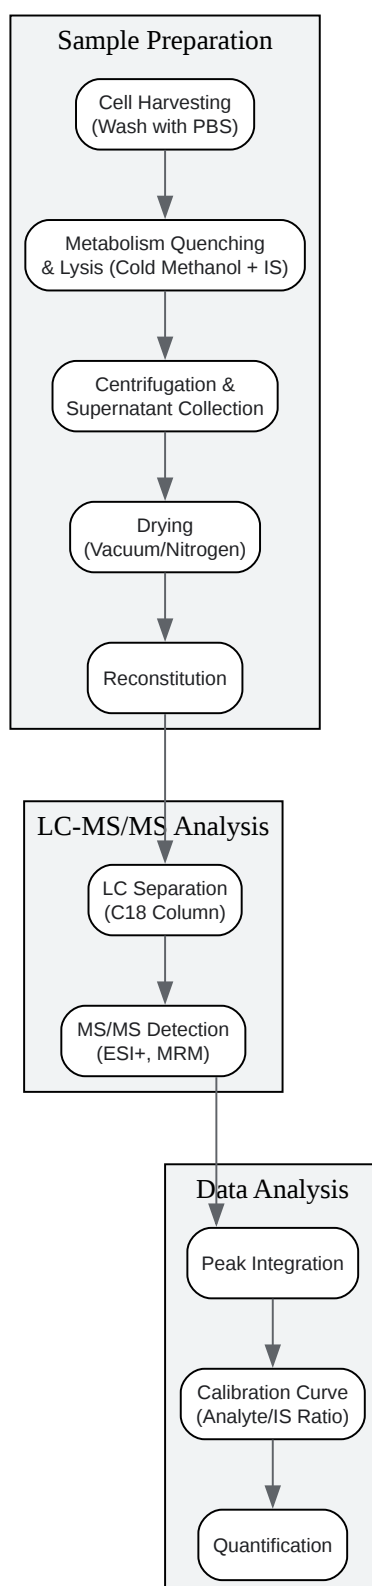 Sample Preparation
Cell Harvesting
(Wash with PBS)
Metabolism Quenching
& Lysis (Cold Methanol + IS)
Centrifugation &
Supernatant Collection
Drying
(Vacuum/Nitrogen)
Reconstitution
LC-MS/MS Analysis
LC Separation
(C18 Column)
MS/MS Detection
(ESI+, MRM)
Data Analysis
Peak Integration
Calibration Curve
(Analyte/IS Ratio)
Quantification